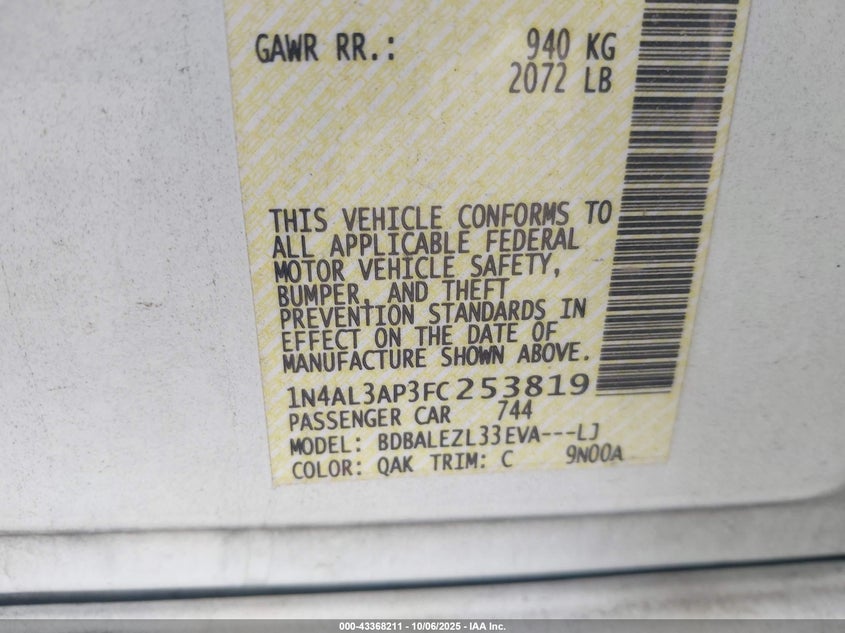 GAWR RR.: 940 KG
2072 LB
THIS VEHICLE CONFORMS TO
ALL APPLICABLE FEDERAL
MOTOR VEHICLE SAFETY,
BUMPER, AND THEFT
PREVENTION STANDARDS IN
EFFECT ON THE DATE OF
MANUFACTURE SHOWN ABOVE.
1N4AL3AP3FC253819
PASSENGER CAR 744
MODEL: BDBALEZL33EVA---LJ
COLOR: QAK TRIM: C 9N00A
000-43368211 - 10/06/2025 - IAA Inc.